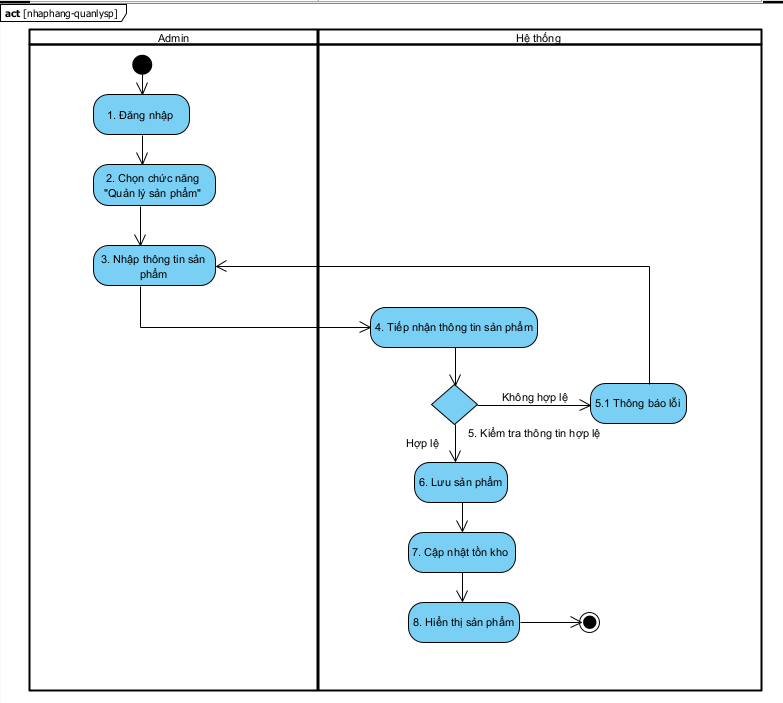 act [nhaphang-quanlysp]
Admin
Hệ thống
1. Đăng nhập
2. Chọn chức năng
"Quản lý sản phẩm"
3. Nhập thông tin sản
phẩm
4. Tiếp nhận thông tin sản phẩm
Không hợp lệ
5.1 Thông báo lỗi
5. Kiểm tra thông tin hợp lệ
Hợp lệ
6. Lưu sản phẩm
7. Cập nhật tồn kho
8. Hiển thị sản phẩm